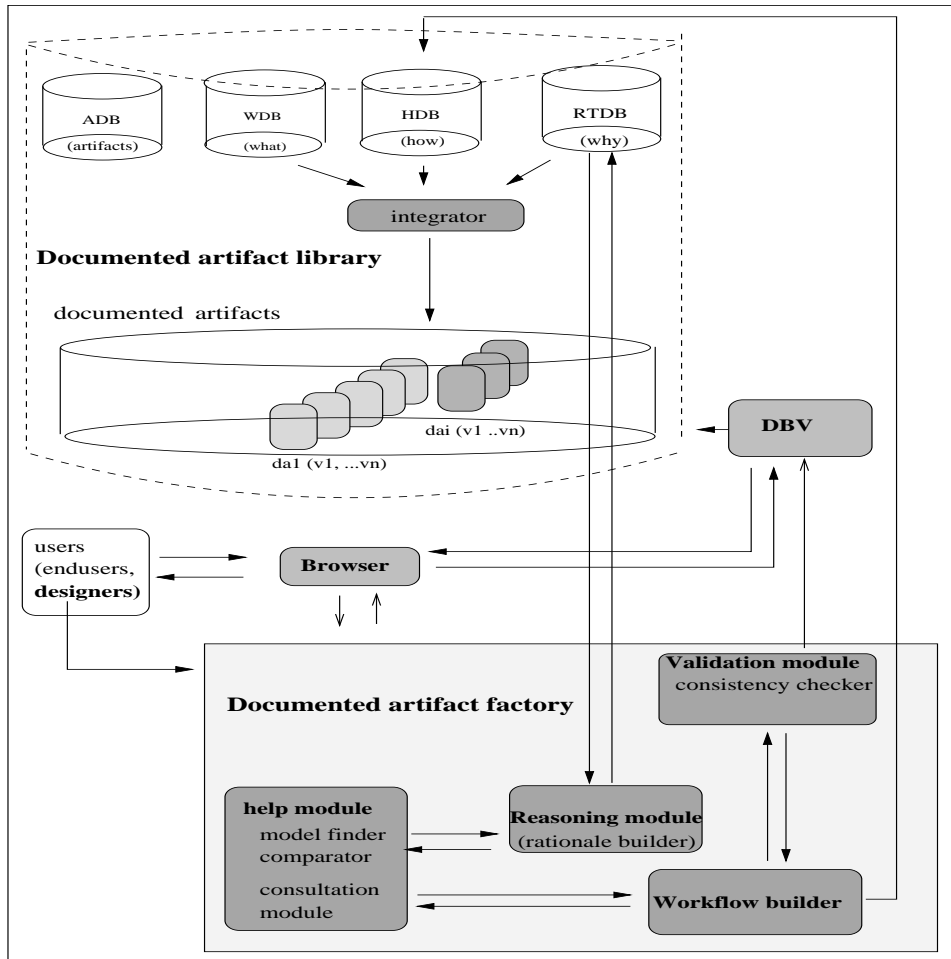 ADB
(artifacts)
WDB
(what)
HDB
(how)
RTDB
(why)
integrator
Documented artifact library
documented artifacts
dai (v1 ..vn)
da1 (v1, ...vn)
DBV
users
(endusers,
designers)
Browser
Validation module
consistency checker
Documented artifact factory
help module
model finder
comparator
consultation
module
Reasoning module
(rationale builder)
Workflow builder